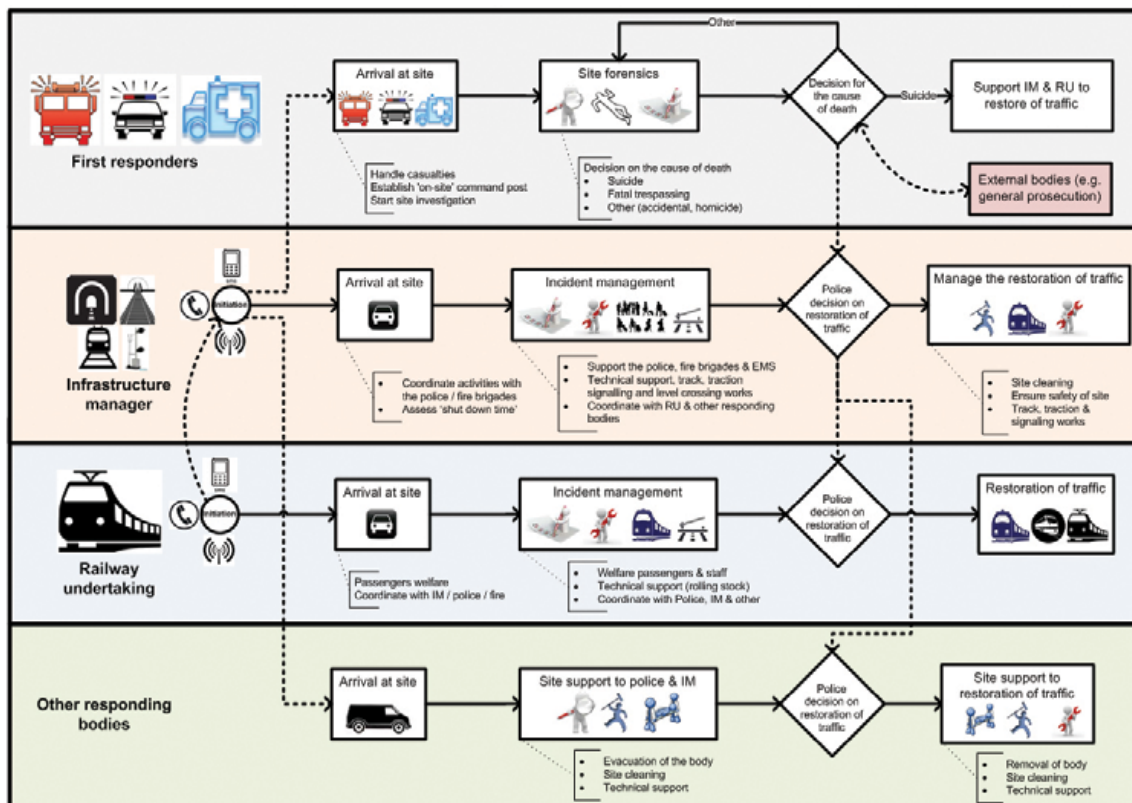 Other
Arrival at site
Site forensics
Decision for
the cause
of death
Suicide
Support IM & RU to
restore of traffic
First responders
Handle casualties
Establish 'on-site' command post
Start site investigation
Decision on the cause of death
• Suicide
• Fatal trespassing
• Other (accidental, homicide)
External bodies (e.g.
general prosecution)
Initiation
Arrival at site
Incident management
Police
decision on
restoration of
traffic
Manage the restoration of traffic
Infrastructure
manager
• Coordinate activities with
the police / fire brigades
• Assess 'shut down time'
• Support the police, fire brigades & EMS
• Technical support, track, traction
signalling and level crossing works
• Coordinate with RU & other responding
bodies
• Site cleaning
• Ensure safety of site
• Track, traction &
signaling works
Initiation
Arrival at site
Incident management
Police
decision on
restoration of
traffic
Restoration of traffic
Railway
undertaking
Passengers welfare
Coordinate with IM / police / fire
• Welfare passengers & staff
• Technical support (rolling stock)
• Coordinate with Police, IM & other
Other responding
bodies
Arrival at site
Site support to police & IM
Police
decision on
restoration of
traffic
Site support to
restoration of traffic
• Evacuation of the body
• Site cleaning
• Technical support
• Removal of body
• Site cleaning
• Technical support